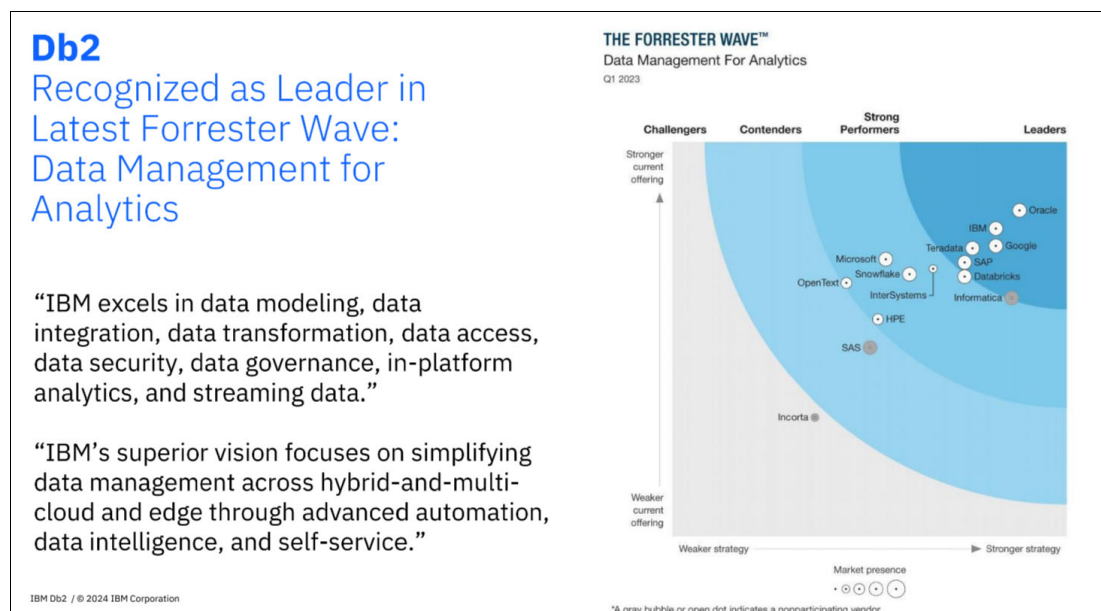 Db2
Recognized as Leader in
Latest Forrester Wave:
Data Management for
Analytics
“IBM excels in data modeling, data
integration, data transformation, data access,
data security, data governance, in-platform
analytics, and streaming data.”
“IBM’s superior vision focuses on simplifying
data management across hybrid-and-multi-
cloud and edge through advanced automation,
data intelligence, and self-service.”
IBM Db2 / © 2024 IBM Corporation
THE FORRESTER WAVE™
Data Management For Analytics
Q1 2023
Challengers
Contenders
Strong
Performers
Leaders
Stronger
current
offering
Oracle
IBM
Google
Teradata
Microsoft
SAP
Snowflake
Databricks
OpenText
InterSystems
Informatica
HPE
SAS
Incorta
Weaker
current
offering
Weaker strategy
Stronger strategy
Market presence
*A gray bubble or open dot indicates a nonparticipating vendor.